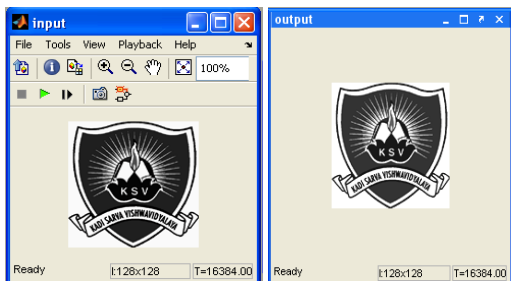 input
File Tools View Playback Help
100%
KSV
KADI SARVA VISHWAVIDYALAYA
Ready I:128x128 T=16384.00
output
KSV
KADI SARVA VISHWAVIDYALAYA
Ready I:128x128 T=16384.00